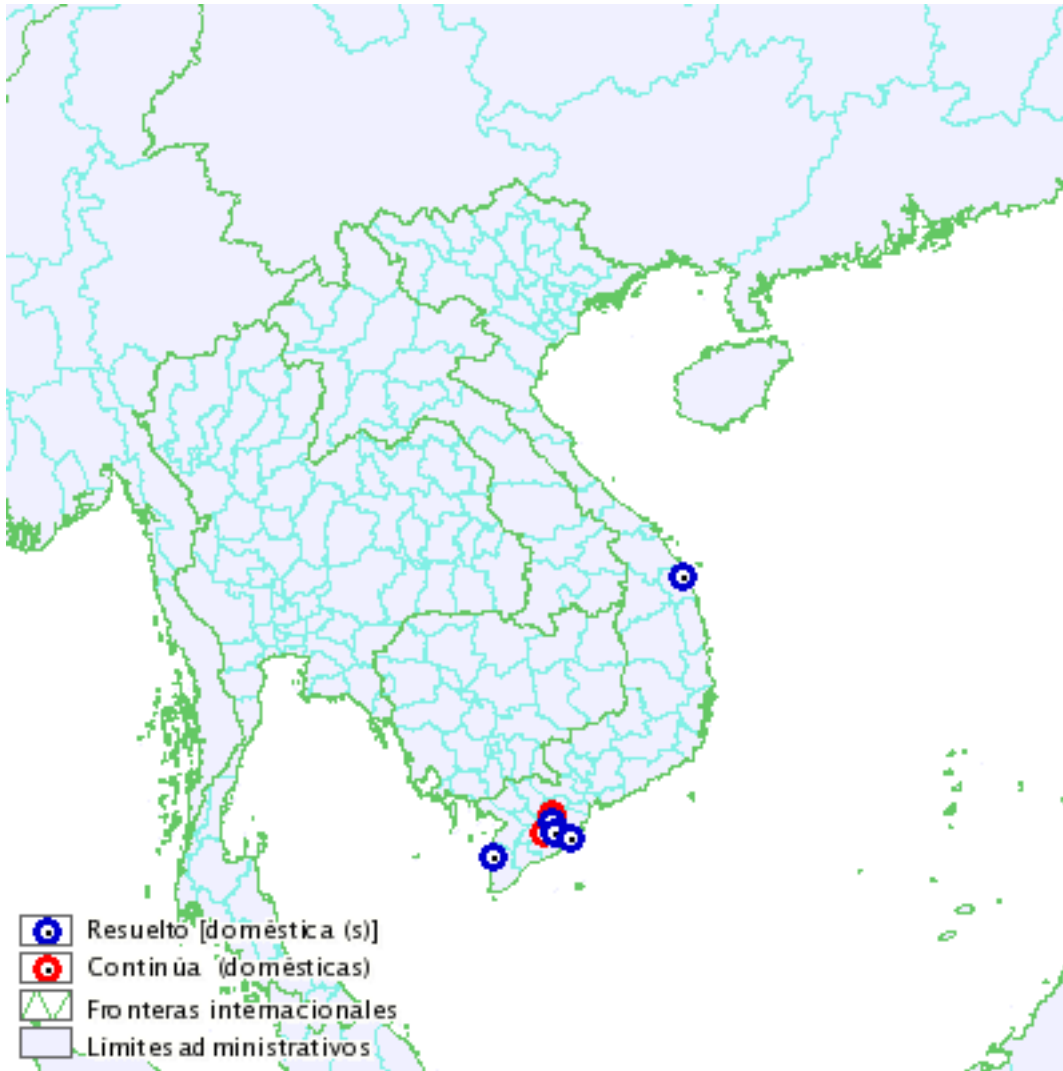 Resuelto [doméstica (s)]
Continúa (domésticas)
Fronteras internacionales
Límites administrativos